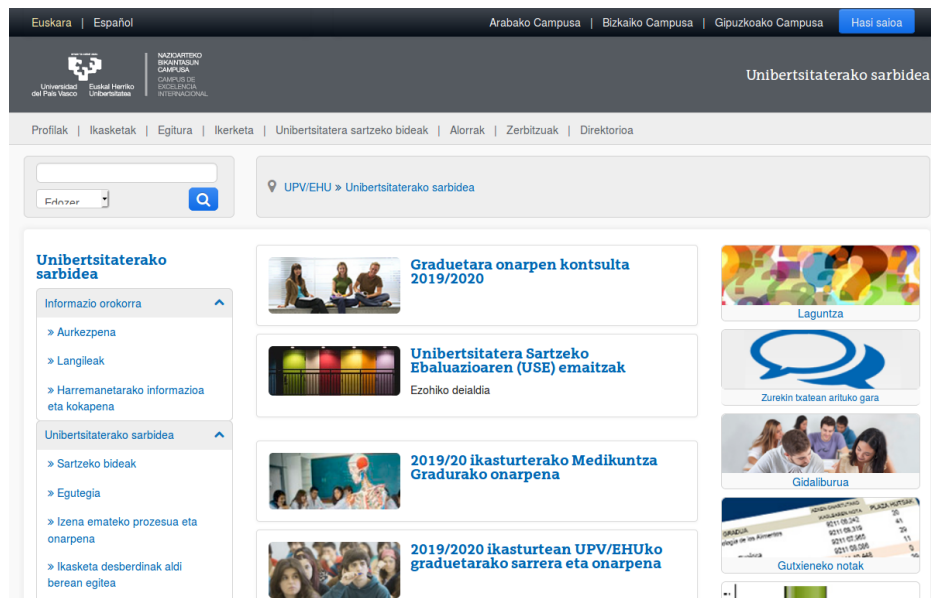 Euskara | Español
Arabako Campusa | Bizkaiko Campusa | Gipuzkoako Campusa
Hasi saioa
Universidad del País Vasco
Euskal Herriko Unibertsitatea
NAZIOARTEKO
BIKAINTASUN
CAMPUSA
CAMPUS DE
EXCELENCIA
INTERNACIONAL
Unibertsitaterako sarbidea
Profilak | Ikasketak | Egitura | Ikerketa | Unibertsitatera sartzeko bideak | Alorrak | Zerbitzuak | Direktorioa
Edozer
UPV/EHU » Unibertsitaterako sarbidea
Unibertsitaterako
sarbidea
Informazio orokorra
» Aurkezpena
» Langileak
» Harremanetarako informazioa
eta kokapena
Unibertsitaterako sarbidea
» Sartzeko bideak
» Egutegia
» Izena emateko prozesua eta
onarpena
» Ikasketa desberdinak aldi
berean egitea
Graduetara onarpen kontsulta
2019/2020
Unibertsitatera Sartzeko
Ebaluazioaren (USE) emaitzak
Ezohiko deialdia
2019/20 ikasturterako Medikuntza
Gradurako onarpena
2019/2020 ikasturtean UPV/EHUko
graduetarako sarrera eta onarpena
Laguntza
Zurekin txatean arituko gara
Gidaliburua
GRADUA
PLAZA HUTSAK
Gutxieneko notak